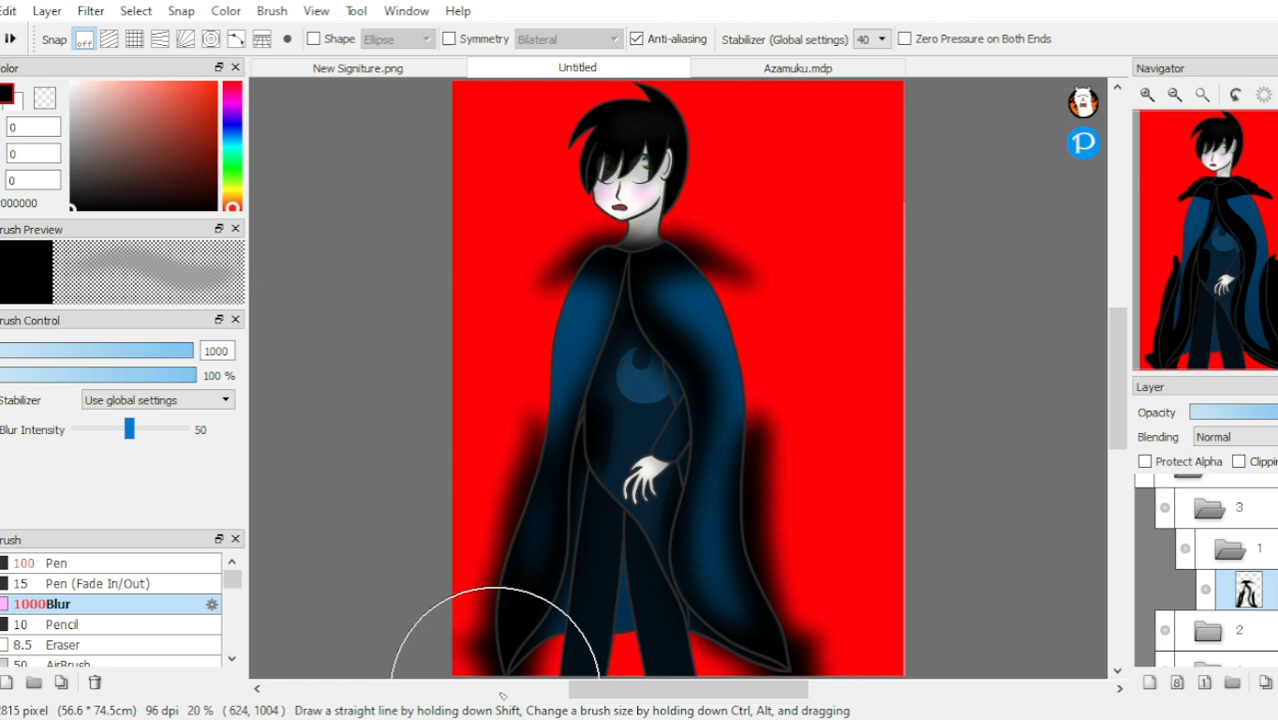 Edit Layer Filter Select Snap Color Brush View Tool Window Help
Snap off Shape Ellipse Symmetry Bilateral Anti-aliasing Stabilizer (Global settings) 40 Zero Pressure on Both Ends
olor
New Signiture.png
Untitled
Azamuku.mdp
Navigator
0
0
0
000000
rush Preview
rush Control
1000
100 %
Stabilizer Use global settings
Blur Intensity 50
Layer
Opacity
Blending Normal
Protect Alpha Clippin
3
1
2
rush
100 Pen
15 Pen (Fade In/Out)
1000 Blur
10 Pencil
8.5 Eraser
50 AirBrush
2815 pixel (56.6 * 74.5cm) 96 dpi 20 % ( 624, 1004 ) Draw a straight line by holding down Shift, Change a brush size by holding down Ctrl, Alt, and dragging